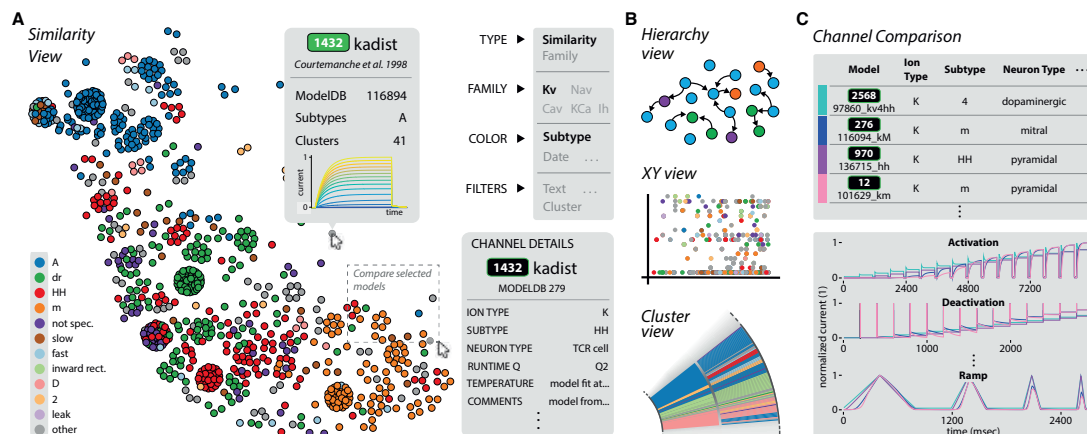 A
Similarity
View
1432 kadist
Courtemanche et al. 1998
ModelDB 116894
Subtypes A
Clusters 41
current
1
0
time
TYPE Similarity
Family
FAMILY Kv Nav
Cav KCa Ih
COLOR Subtype
Date ...
FILTERS Text ...
Cluster
A
dr
HH
m
not spec.
slow
fast
inward rect.
D
2
leak
other
Compare selected
models
CHANNEL DETAILS
1432 kadist
MODELDB 279
ION TYPE K
SUBTYPE HH
NEURON TYPE TCR cell
RUNTIME Q Q2
TEMPERATURE model fit at...
COMMENTS model from...
B
Hierarchy
view
XY view
Cluster
view
C
Channel Comparison
Model Ion Type Subtype Neuron Type ...
2568
97860_kv4hh K 4 dopaminergic
276
116094_kM K m mitral
970
136715_hh K HH pyramidal
12
101629_km K m pyramidal
normalized current (1)
Activation
1
0
0 2400 4800 7200
Deactivation
1
0
0 1000 2000
Ramp
1
0
0 1200 2400
time (msec)